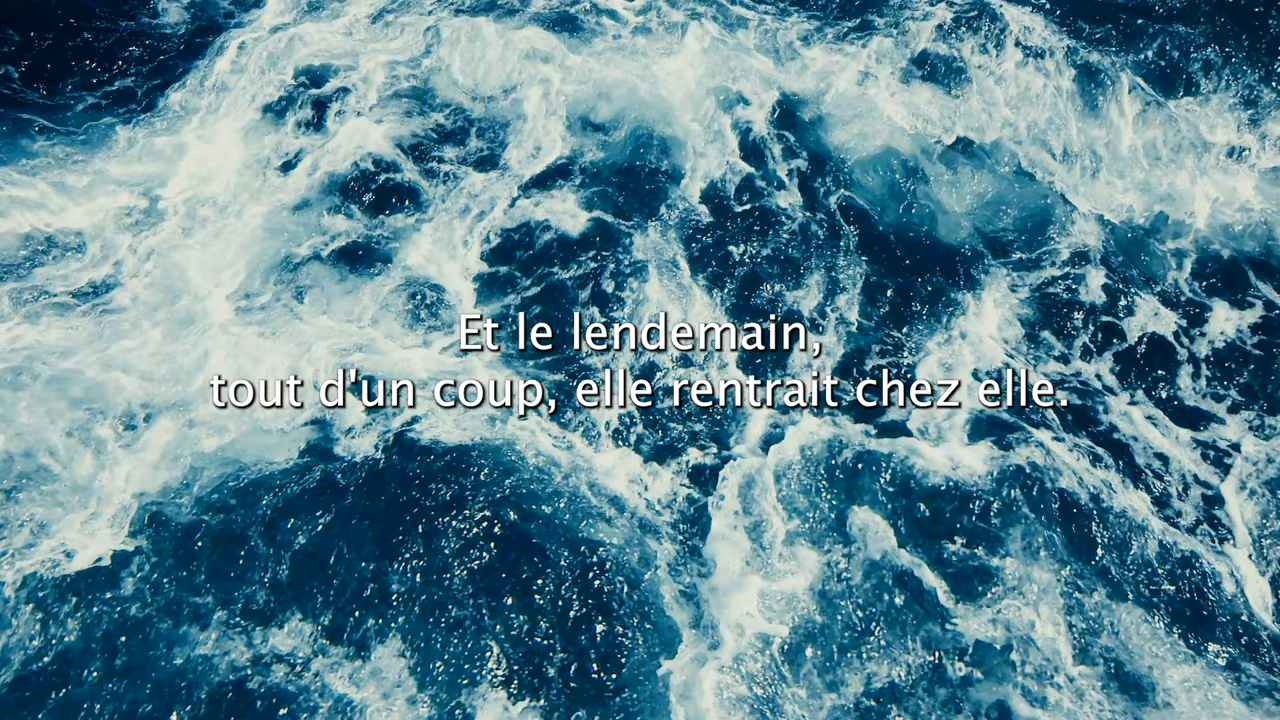 Et le lendemain,
tout d'un coup, elle rentrait chez elle.